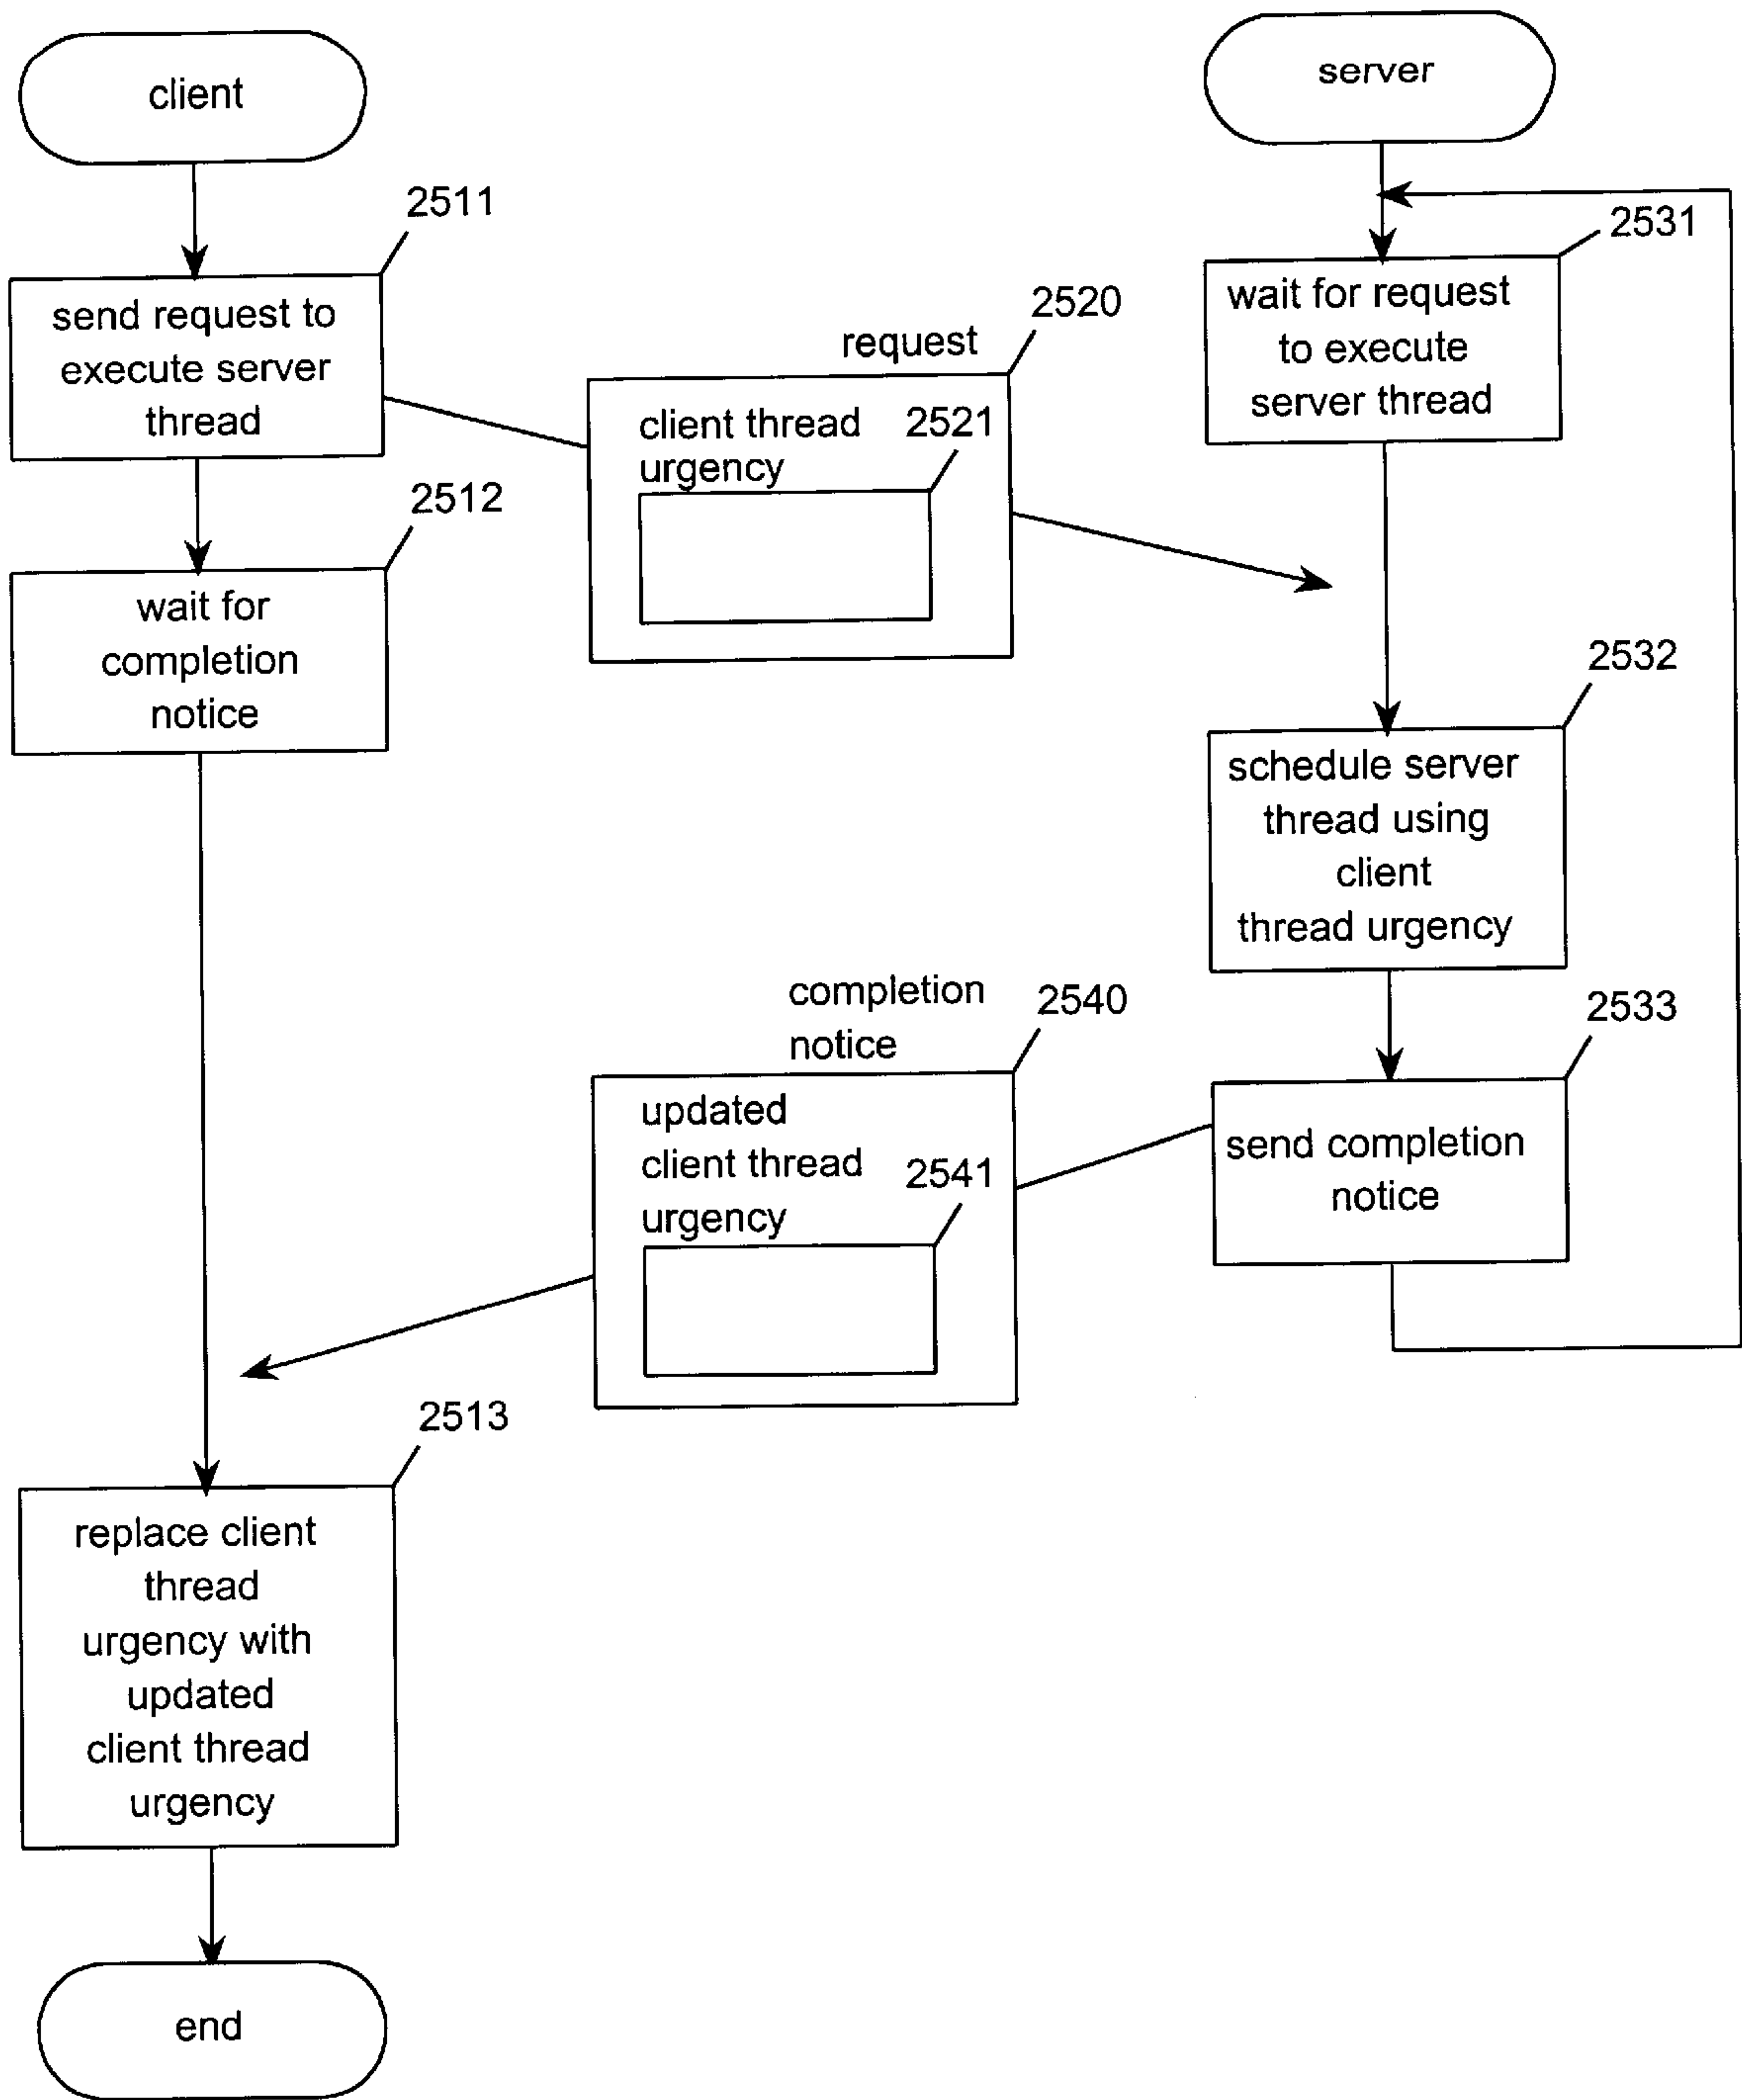 client
2511
send request to
execute server
thread
2512
wait for
completion
notice
2513
replace client
thread
urgency with
updated
client thread
urgency
end
request
2520
client thread
urgency
2521
completion
notice
2540
updated
client thread
urgency
2541
server
2531
wait for request
to execute
server thread
2532
schedule server
thread using
client
thread urgency
2533
send completion
notice